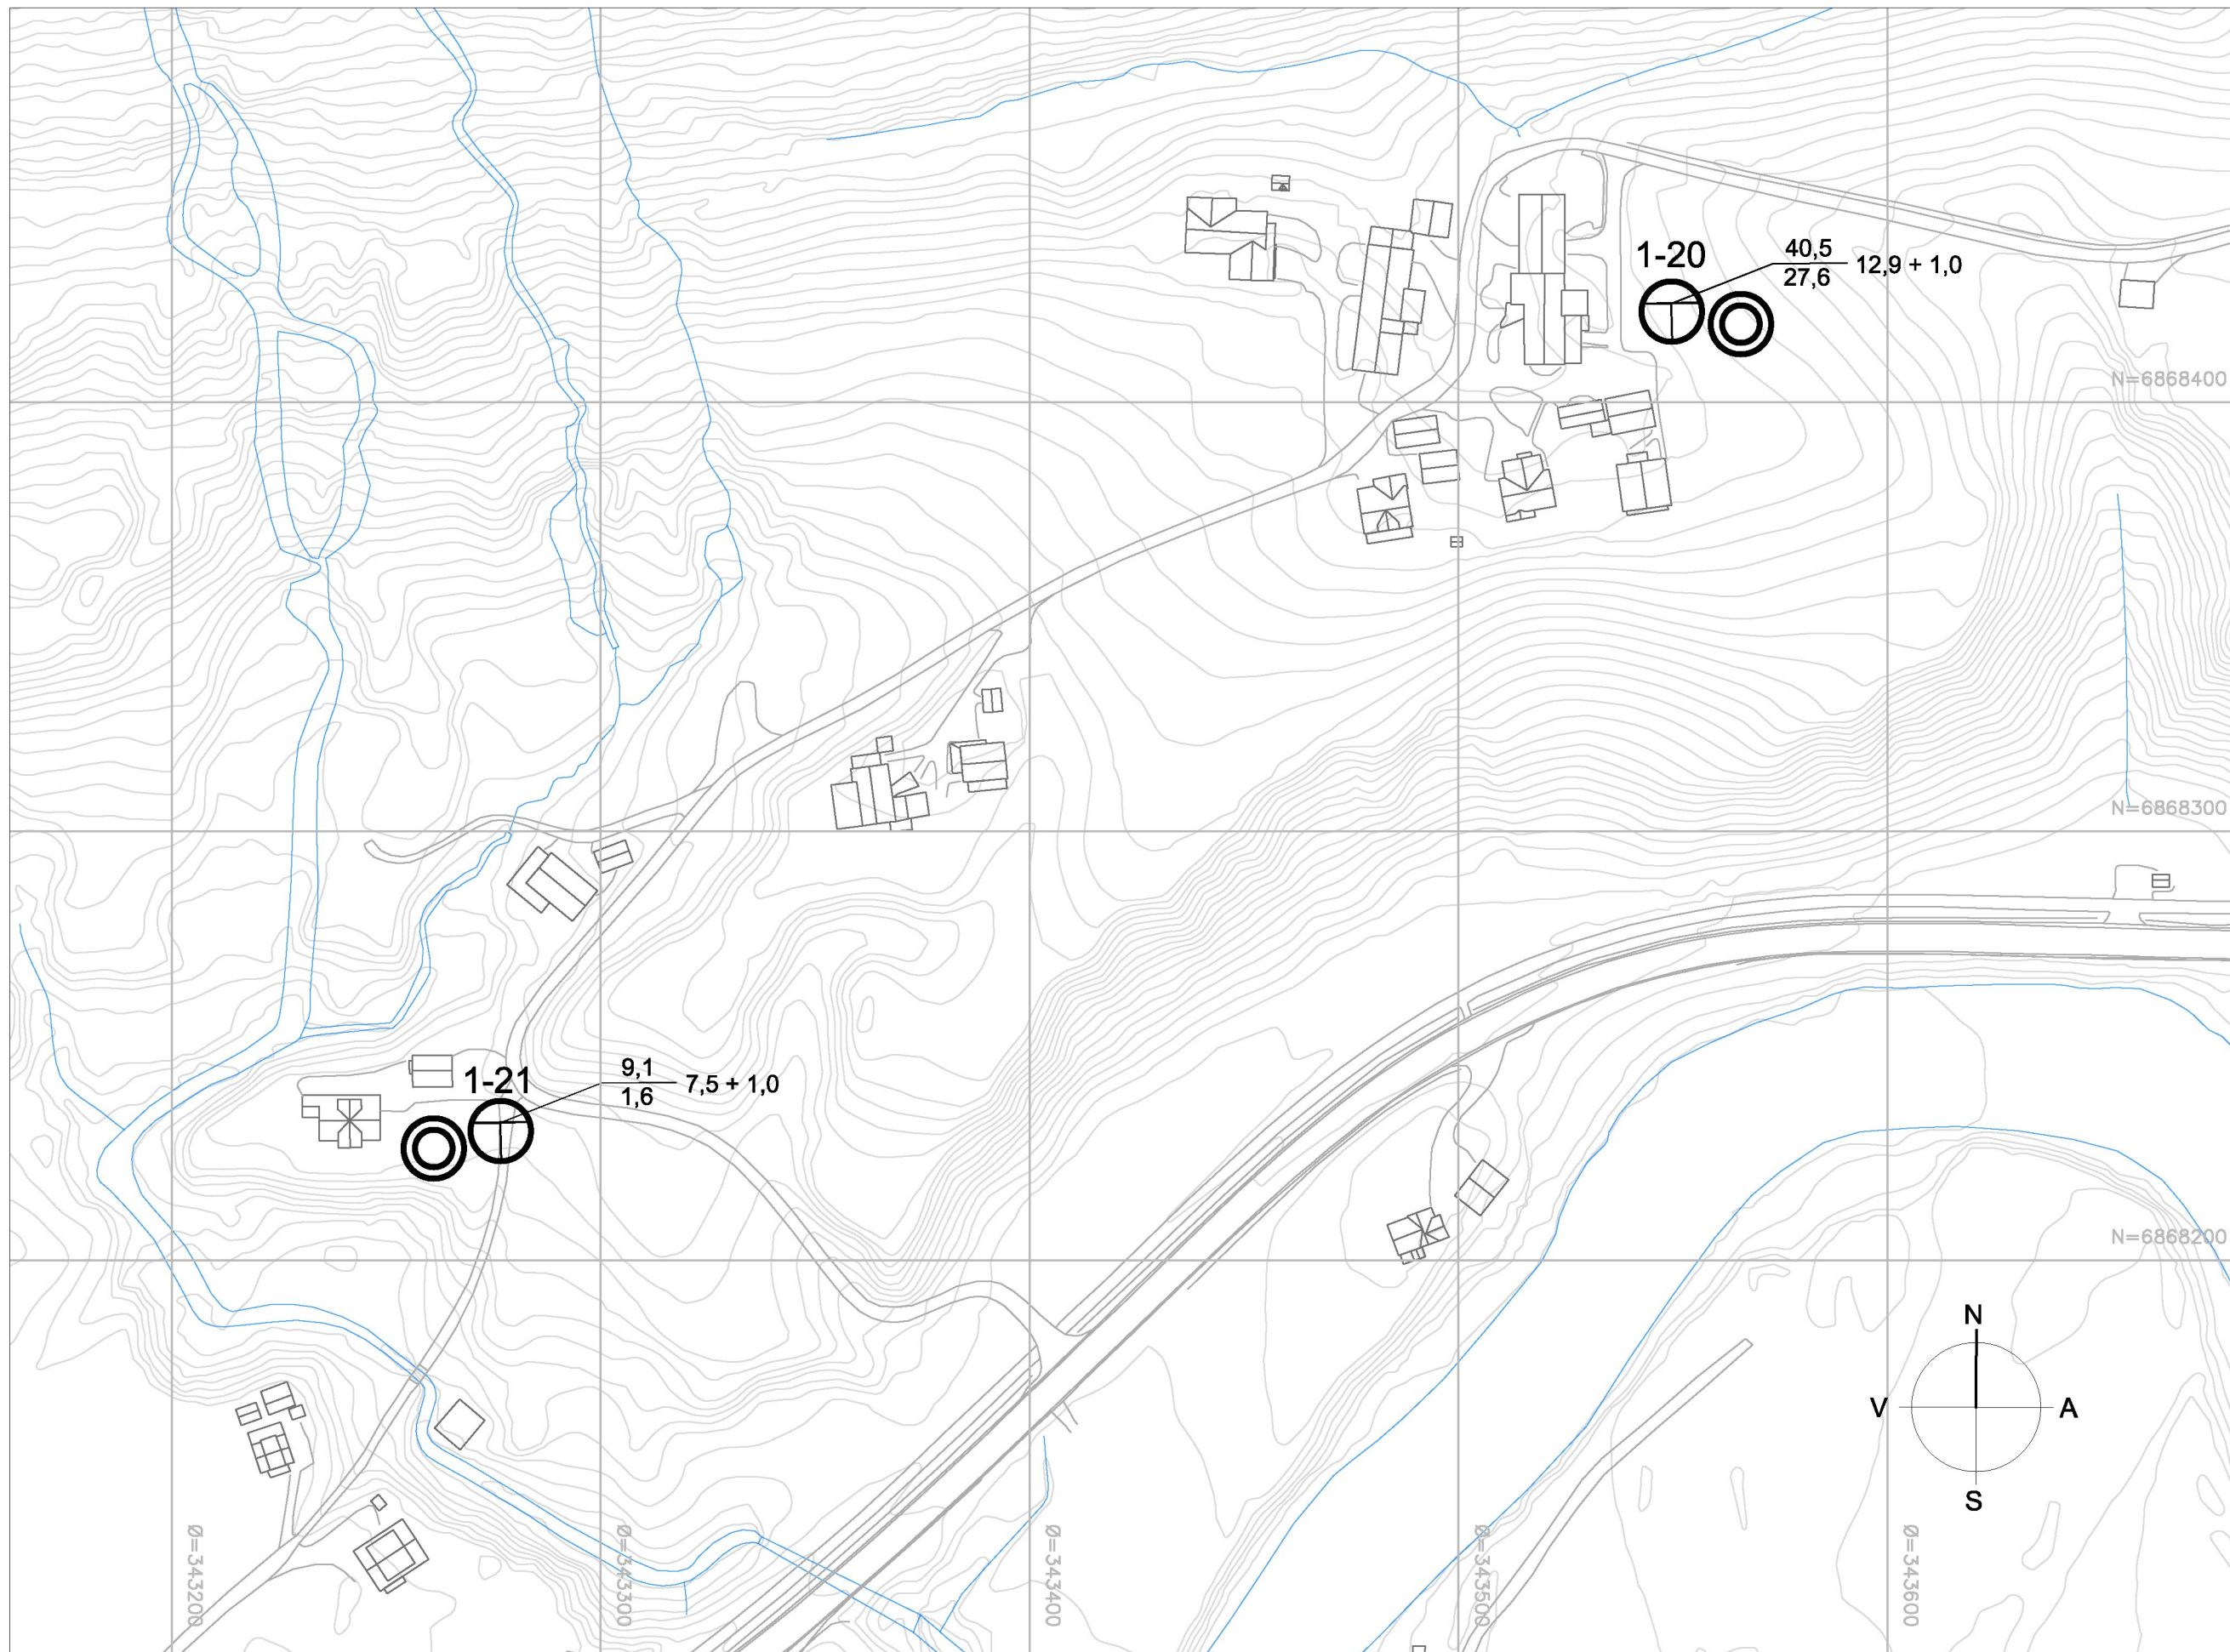 1-20
40,5
27,6
12,9 + 1,0
N=6868400
N=6868300
1-21
9,1
1,6
7,5 + 1,0
N=6868200
N
V
A
S
Ø=343200
Ø=343300
Ø=343400
Ø=343500
Ø=343600